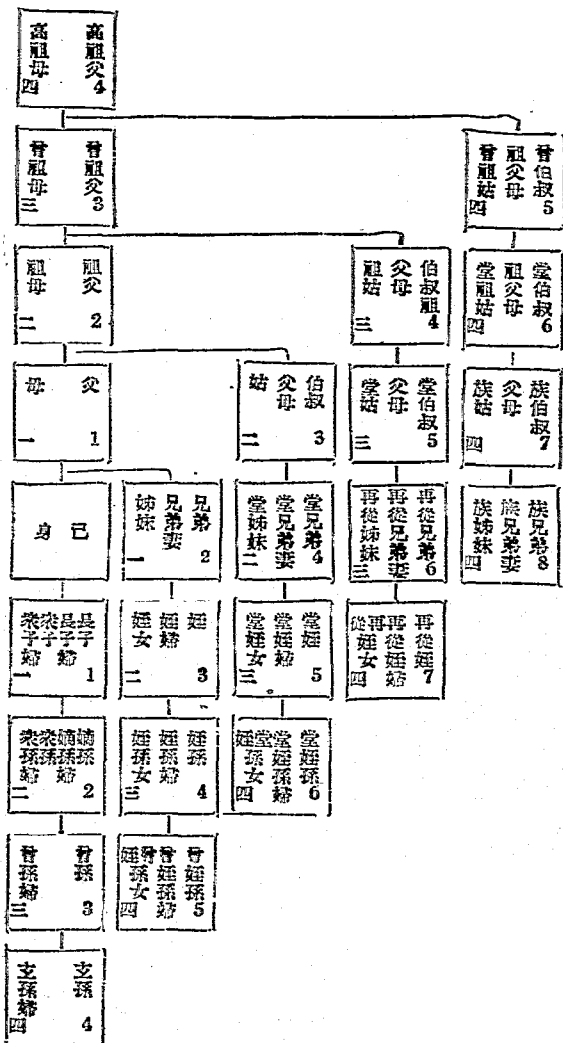 高祖父 4
高祖母 四
曾祖父 3
曾祖母 三
曾伯叔 5
祖父母
曾祖姑 四
祖父 2
祖母 二
伯叔祖 4
父母
祖姑 三
堂伯叔 6
祖父母
堂祖姑 四
父 1
母 一
伯叔 3
父母
姑 二
堂伯叔 5
父母
堂姑 三
族伯叔 7
父母
族姑 四
己
身
兄弟 2
兄弟妻
姊妹 一
堂兄弟 4
堂兄弟妻
堂姊妹 二
再從兄弟 6
再從兄弟妻
再從姊妹 三
族兄弟 8
族兄弟妻
族姊妹 四
長子 1
長子婦
衆子
衆子婦 一
姪 3
姪婦
姪女 二
堂姪 5
堂姪婦
堂姪女 三
再從姪 7
再從姪婦
再從姪女 四
嫡孫 2
嫡孫婦
衆孫
衆孫婦 二
姪孫 4
姪孫婦
姪孫女 三
堂姪孫 6
堂姪孫婦
堂姪孫女 四
曾孫 3
曾孫婦 三
曾姪孫 5
曾姪孫婦
曾姪孫女 四
玄孫 4
玄孫婦 四